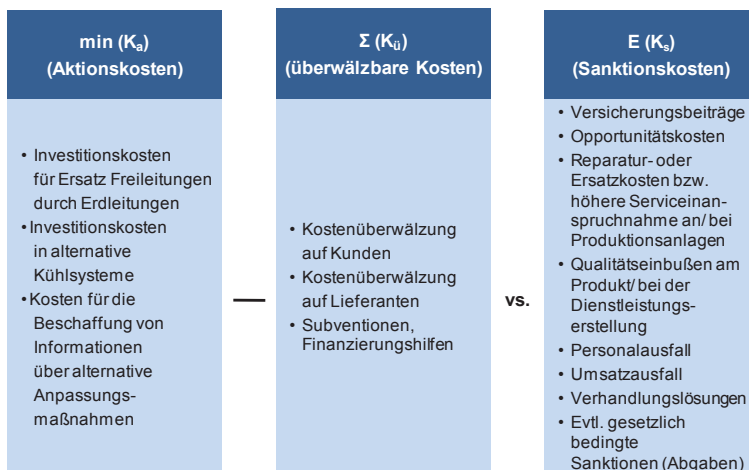 min (Kₐ)
(Aktionskosten)
• Investitionskosten
für Ersatz Freileitungen
durch Erdleitungen
• Investitionskosten
in alternative
Kühlsysteme
• Kosten für die
Beschaffung von
Informationen
über alternative
Anpassungs-
maßnahmen
—
Σ (Kü)
(überwälzbare Kosten)
• Kostenüberwälzung
auf Kunden
• Kostenüberwälzung
auf Lieferanten
• Subventionen,
Finanzierungshilfen
vs.
E (Kₛ)
(Sanktionskosten)
• Versicherungsbeiträge
• Opportunitätskosten
• Reparatur- oder
Ersatzkosten bzw.
höhere Servicein-
anspruchnahme an/ bei
Produktionsanlagen
• Qualitätseinbußen am
Produkt/ bei der
Dienstleistungs-
erstellung
• Personalausfall
• Umsatzausfall
• Verhandlungslösungen
• Evtl. gesetzlich
bedingte
Sanktionen (Abgaben)